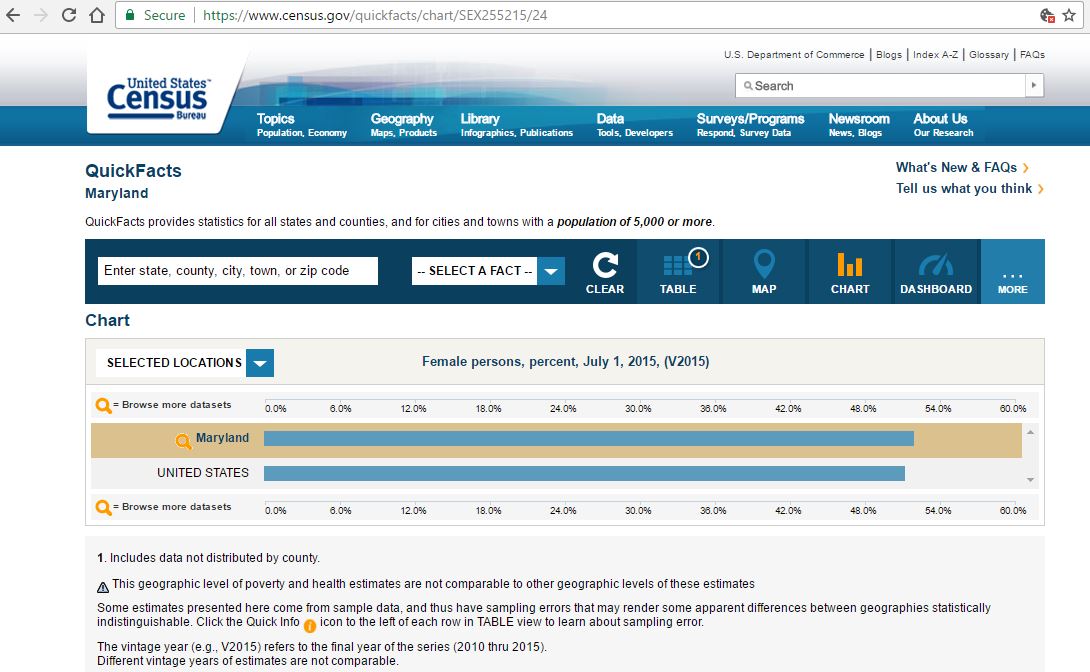 Secure https://www.census.gov/quickfacts/chart/SEX255215/24
U.S. Department of Commerce | Blogs | Index A-Z | Glossary | FAQs
United States™
Census
Bureau
Search
Topics
Population, Economy
Geography
Maps, Products
Library
Infographics, Publications
Data
Tools, Developers
Surveys/Programs
Respond, Survey Data
Newsroom
News, Blogs
About Us
Our Research
QuickFacts
Maryland
What's New & FAQs
Tell us what you think
QuickFacts provides statistics for all states and counties, and for cities and towns with a population of 5,000 or more.
Enter state, county, city, town, or zip code
-- SELECT A FACT --
CLEAR
1
TABLE
MAP
CHART
DASHBOARD
...
MORE
Chart
SELECTED LOCATIONS
Female persons, percent, July 1, 2015, (V2015)
= Browse more datasets
0.0% 6.0% 12.0% 18.0% 24.0% 30.0% 36.0% 42.0% 48.0% 54.0% 60.0%
Maryland
UNITED STATES
= Browse more datasets
0.0% 6.0% 12.0% 18.0% 24.0% 30.0% 36.0% 42.0% 48.0% 54.0% 60.0%
1. Includes data not distributed by county.
This geographic level of poverty and health estimates are not comparable to other geographic levels of these estimates
Some estimates presented here come from sample data, and thus have sampling errors that may render some apparent differences between geographies statistically
indistinguishable. Click the Quick Info i icon to the left of each row in TABLE view to learn about sampling error.
The vintage year (e.g., V2015) refers to the final year of the series (2010 thru 2015).
Different vintage years of estimates are not comparable.